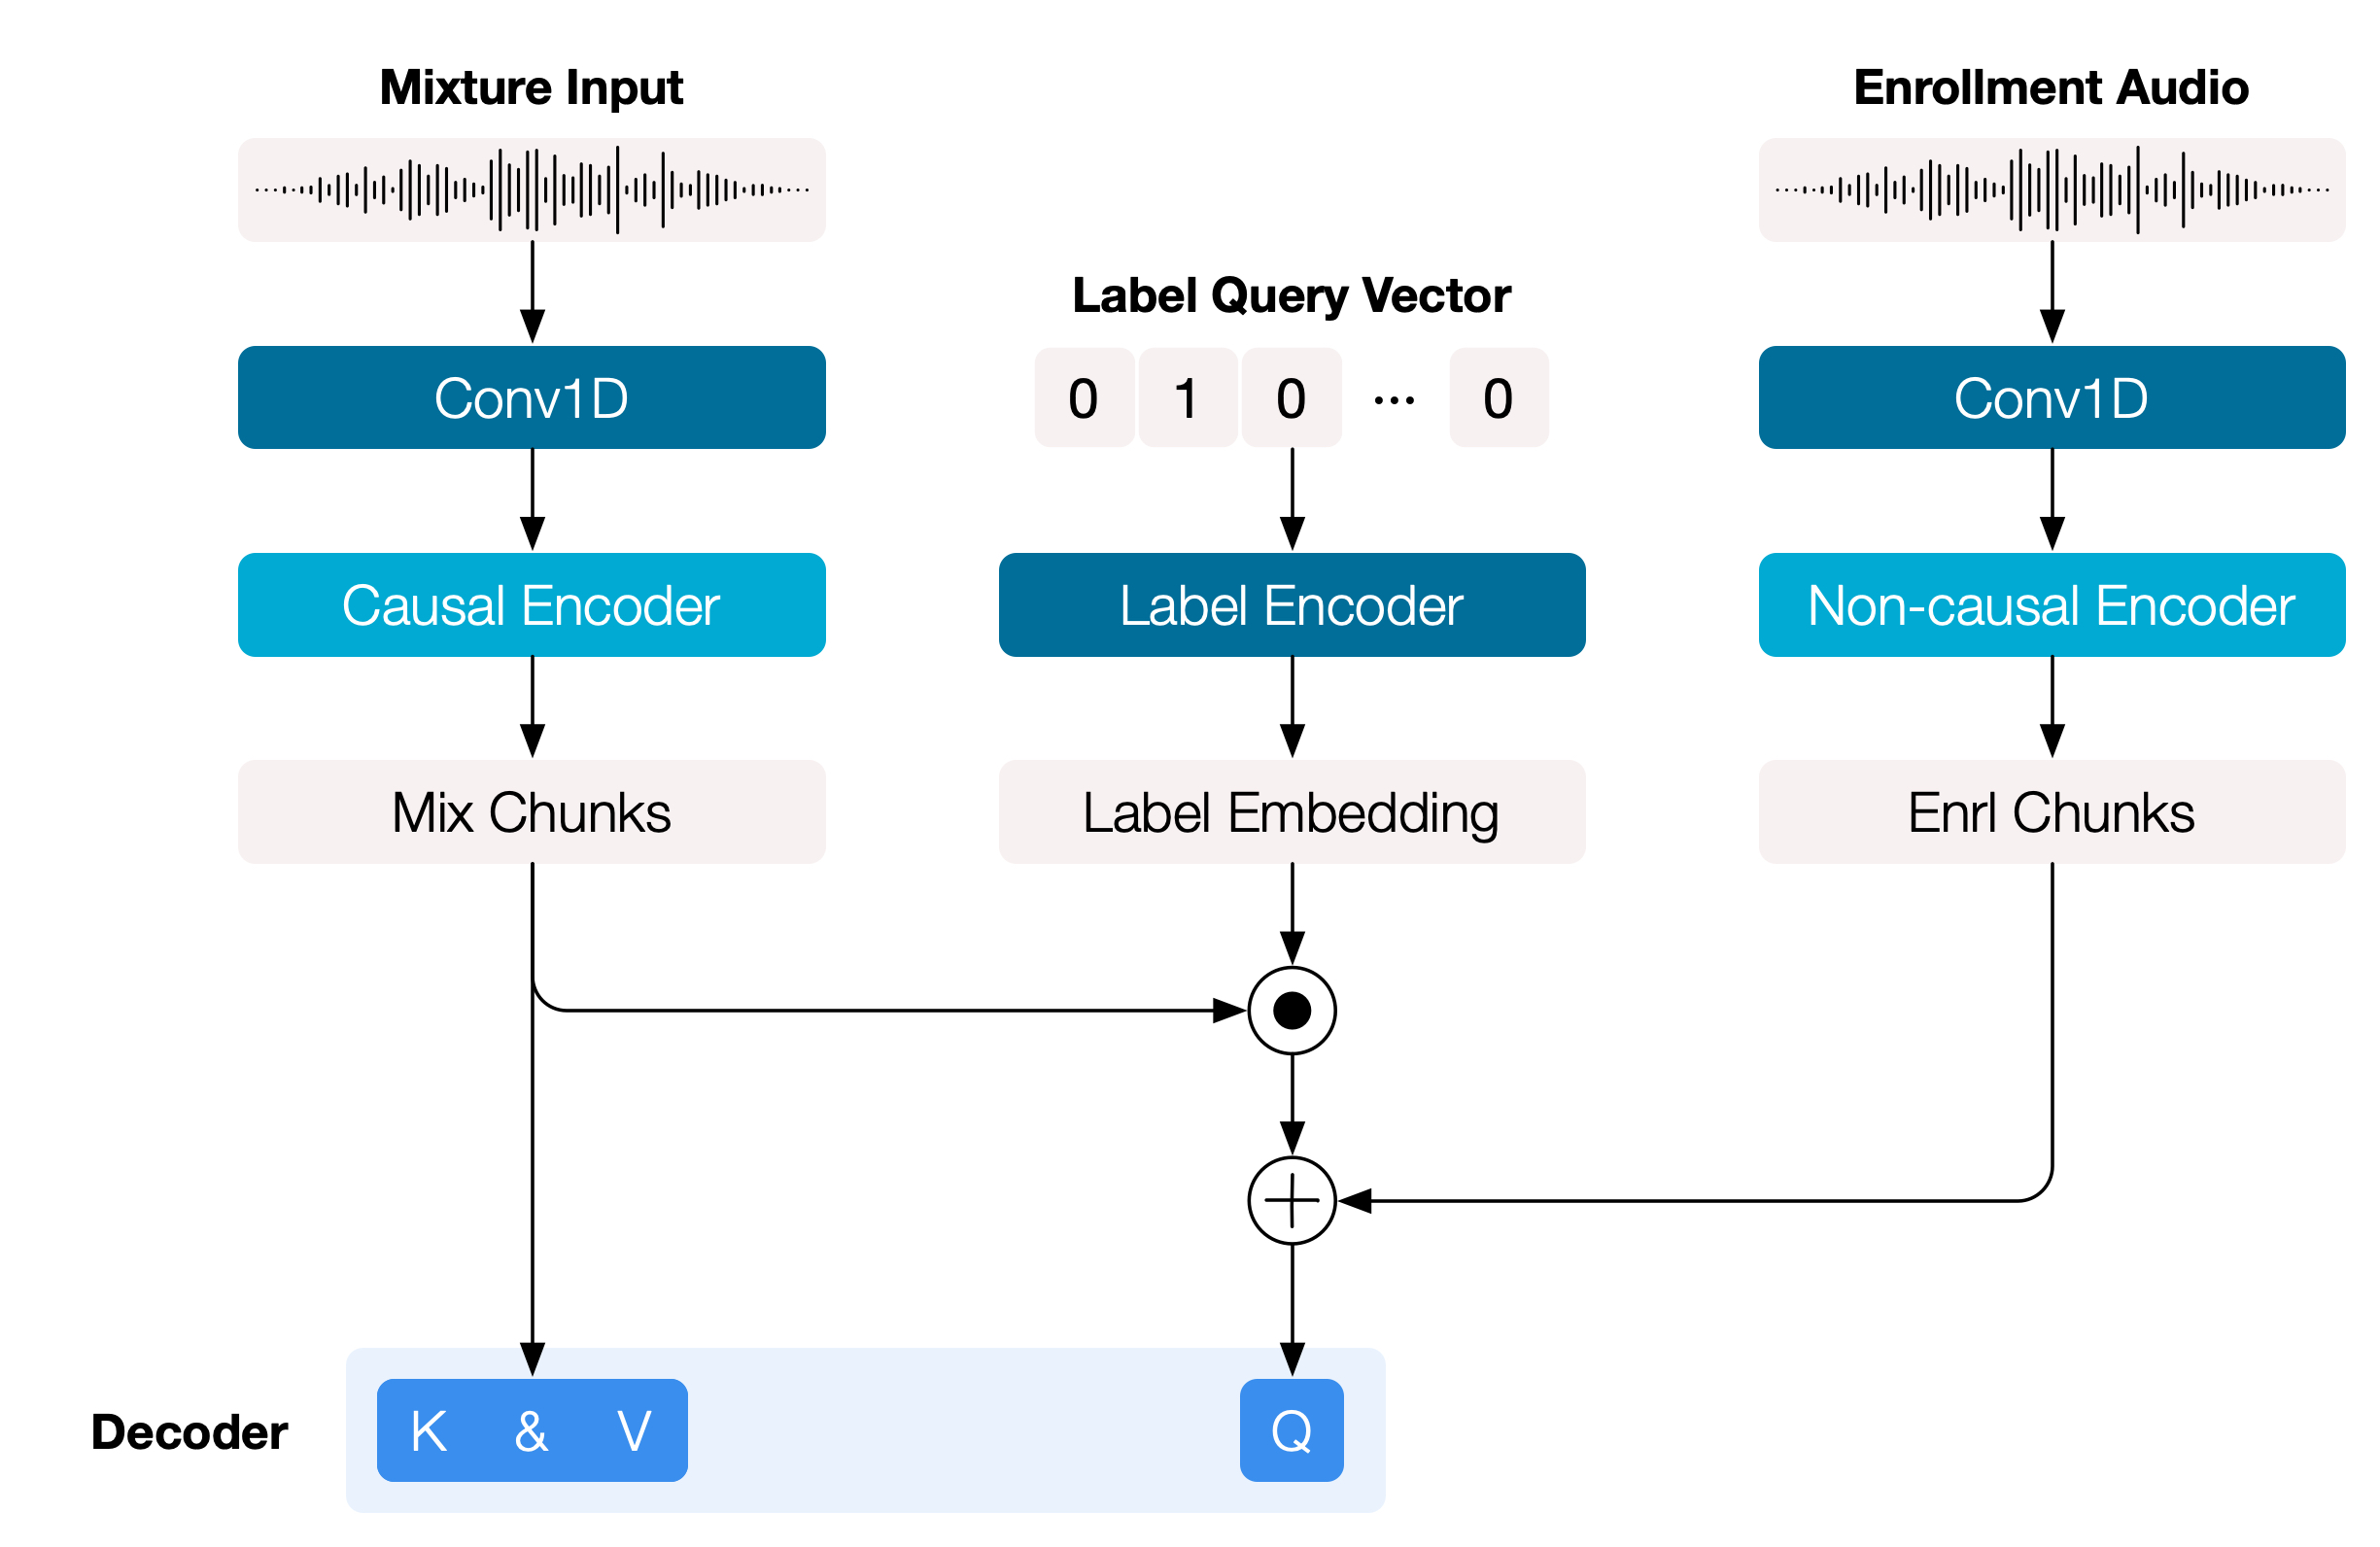 Mixture Input
Enrollment Audio
Label Query Vector
Conv1D
0 1 0 ··· 0
Conv1D
Causal Encoder
Label Encoder
Non-causal Encoder
Mix Chunks
Label Embedding
Enrl Chunks
Decoder
K & V
Q